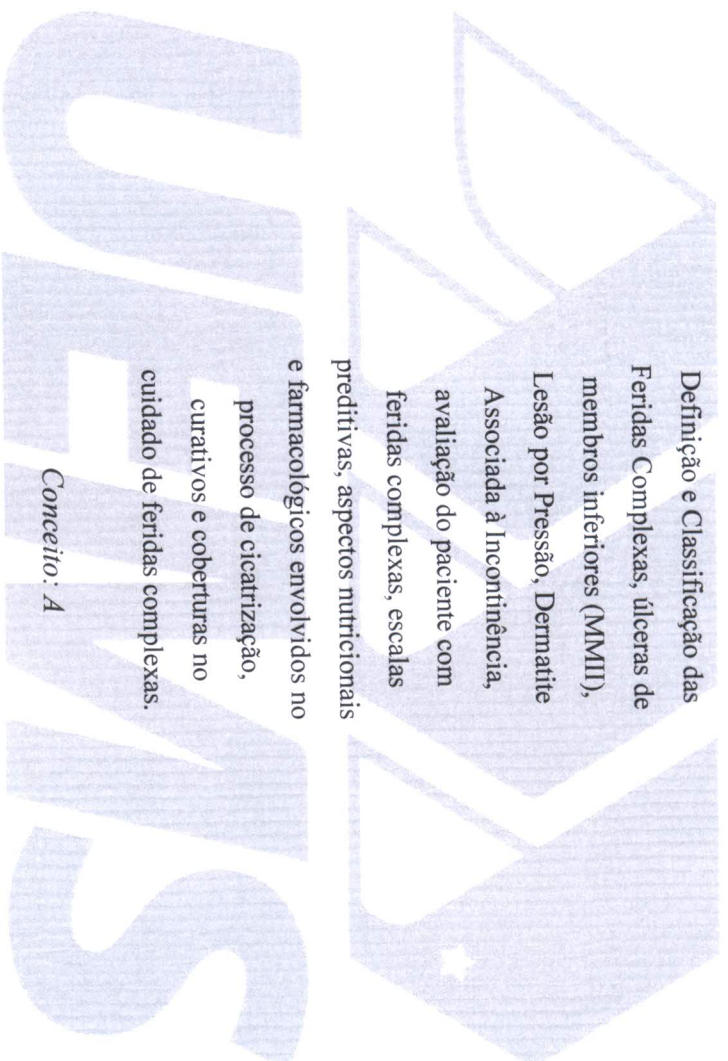 Definição e Classificação das
Feridas Complexas, úlceras de
membros inferiores (MMII),
Lesão por Pressão, Dermatite
Associada à Incontinência,
avaliação do paciente com
feridas complexas, escalas
preditivas, aspectos nutricionais
e farmacológicos envolvidos no
processo de cicatrização,
curativos e coberturas no
cuidado de feridas complexas.
Conceito: A
UEMS